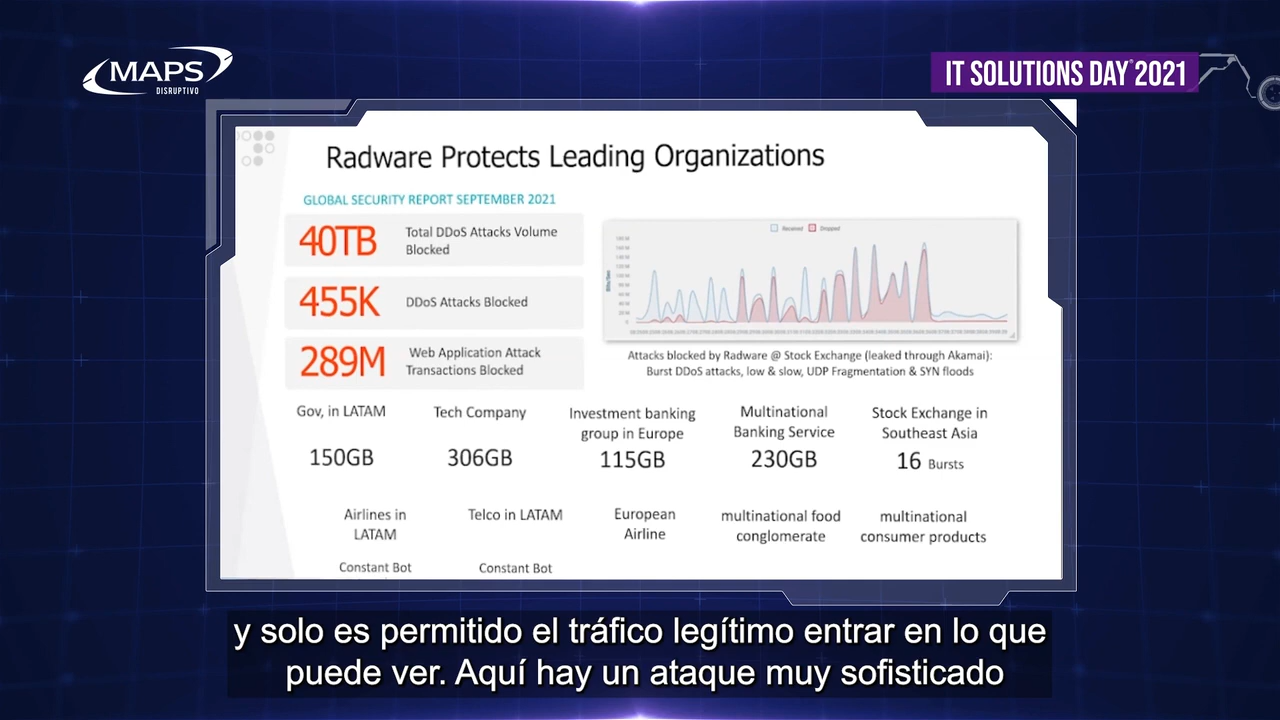 MAPS
DISRUPTIVO
IT SOLUTIONS DAY® 2021
Radware Protects Leading Organizations
GLOBAL SECURITY REPORT SEPTEMBER 2021
40TB
Total DDoS Attacks Volume
Blocked
455K
DDoS Attacks Blocked
289M
Web Application Attack
Transactions Blocked
Received
Dropped
Attacks blocked by Radware @ Stock Exchange (leaked through Akamai):
Burst DDoS attacks, low & slow, UDP Fragmentation & SYN floods
Gov, in LATAM
150GB
Tech Company
306GB
Investment banking
group in Europe
115GB
Multinational
Banking Service
230GB
Stock Exchange in
Southeast Asia
16 Bursts
Airlines in
LATAM
Constant Bot
Telco in LATAM
Constant Bot
European
Airline
multinational food
conglomerate
multinational
consumer products
y solo es permitido el tráfico legítimo entrar en lo que
puede ver. Aquí hay un ataque muy sofisticado